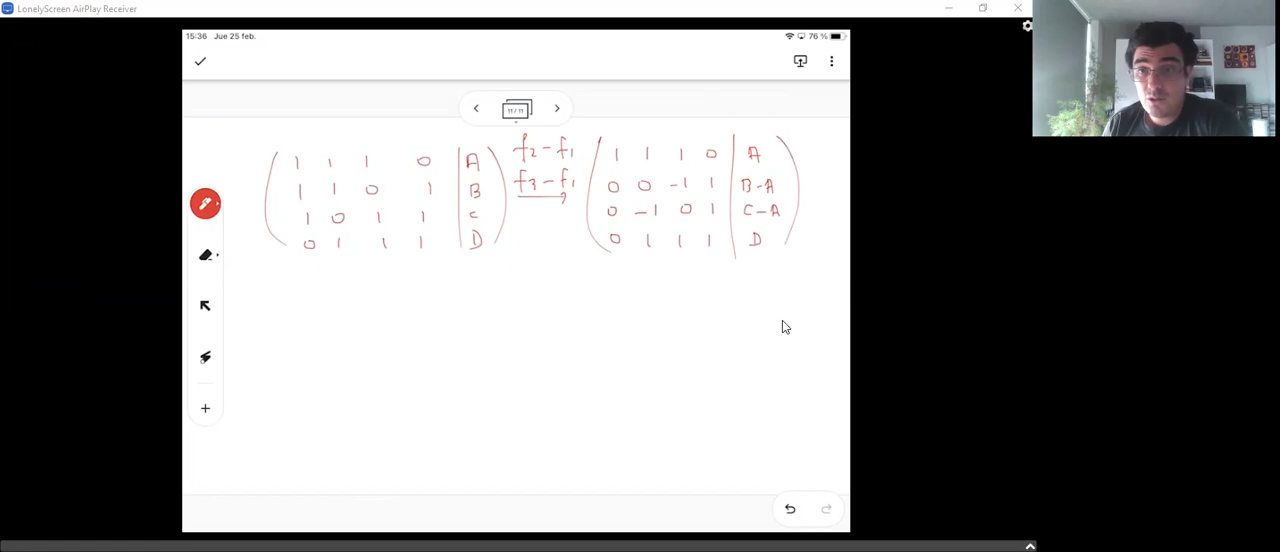 LonelyScreen AirPlay Receiver
15:36 Jue 25 feb. 76 %
11 / 11
1 1 1 0 A f2-f1 1 1 1 0 A
1 1 0 1 B f3-f1 0 0 -1 1 B-A
1 0 1 1 C 0 -1 0 1 C-A
0 1 1 1 D 0 1 1 1 D